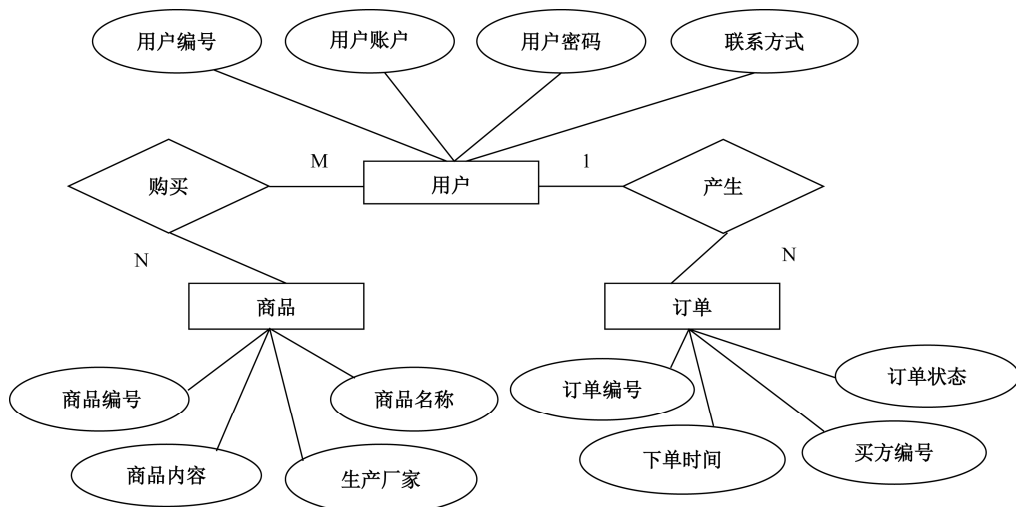 用户编号
用户账户
用户密码
联系方式
购买
M
用户
1
产生
N
N
商品
订单
商品编号
商品名称
订单编号
订单状态
商品内容
生产厂家
下单时间
买方编号